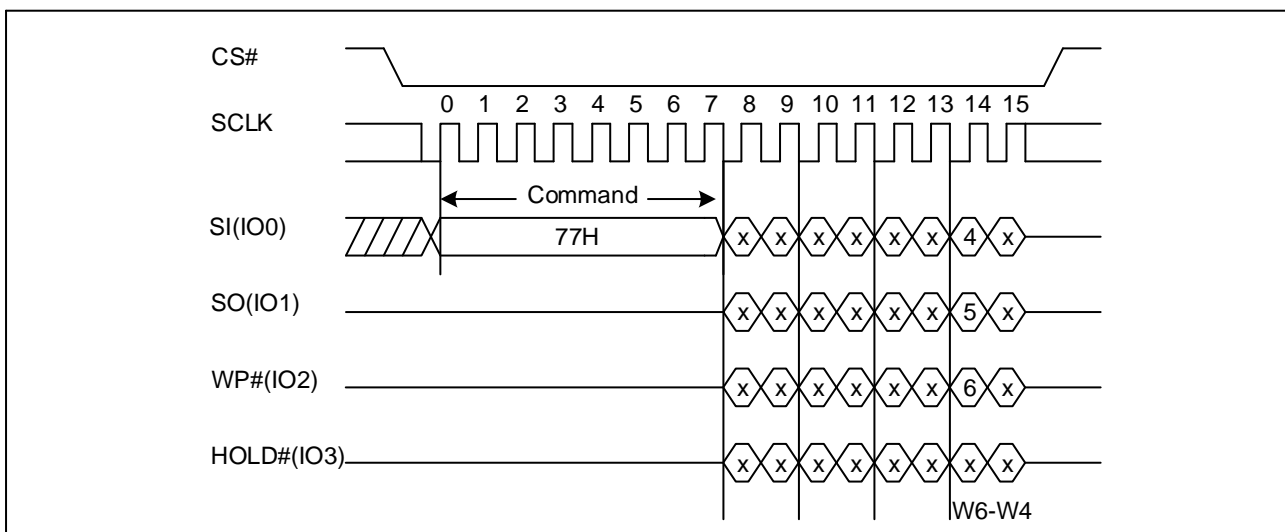 CS#
0 1 2 3 4 5 6 7 8 9 10 11 12 13 14 15
SCLK
Command
SI(IO0)
77H
x x x x x x 4 x
SO(IO1)
x x x x x x 5 x
WP#(IO2)
x x x x x x 6 x
HOLD#(IO3)
x x x x x x x x
W6-W4